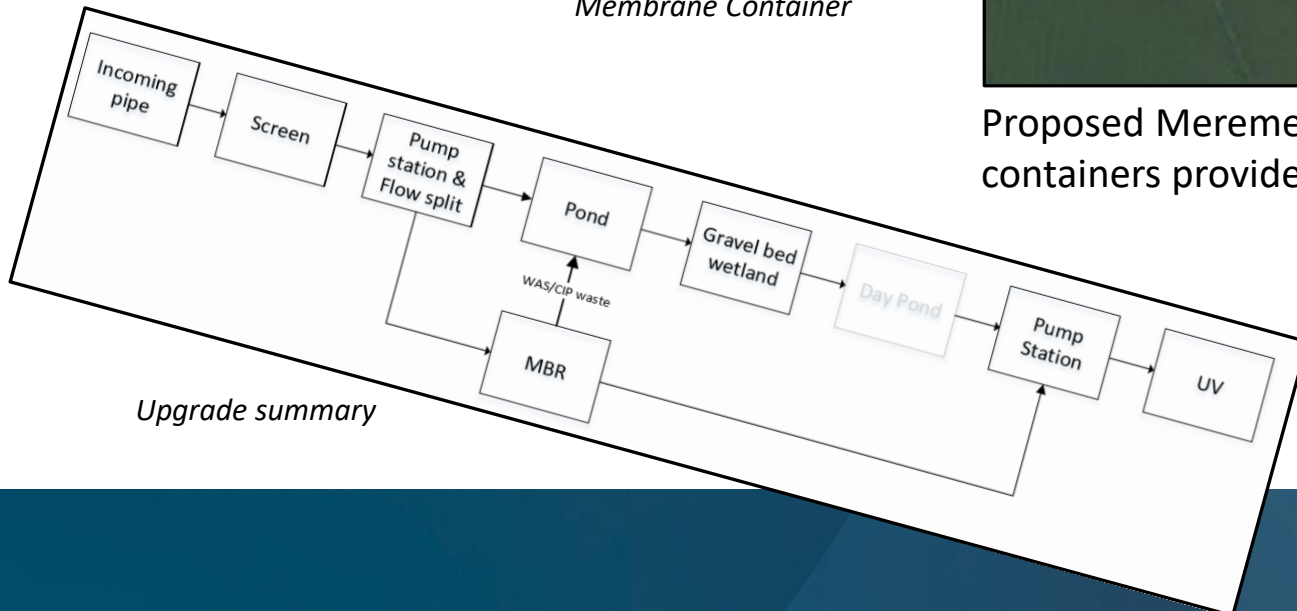 Membrane Container
Proposed Mereme
containers provide
Incoming
pipe
Screen
Pump
station &
Flow split
Pond
Gravel bed
wetland
Day Pond
Pump
Station
UV
WAS/CIP waste
MBR
Upgrade summary